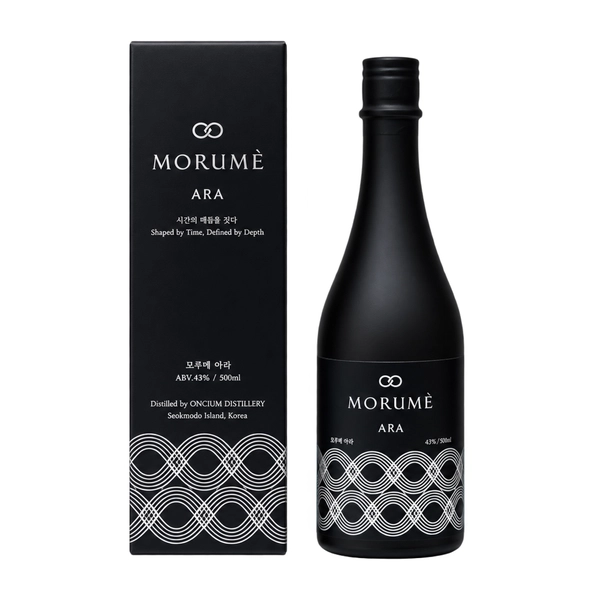 MORUMÈ
ARA
시간의 매듭을 짓다
Shaped by Time, Defined by Depth
모루메 아라
ABV.43% / 500ml
Distilled by ONCIUM DISTILLERY
Seokmodo Island, Korea
MORUMÈ
ARA
모루메 아라
43% / 500ml